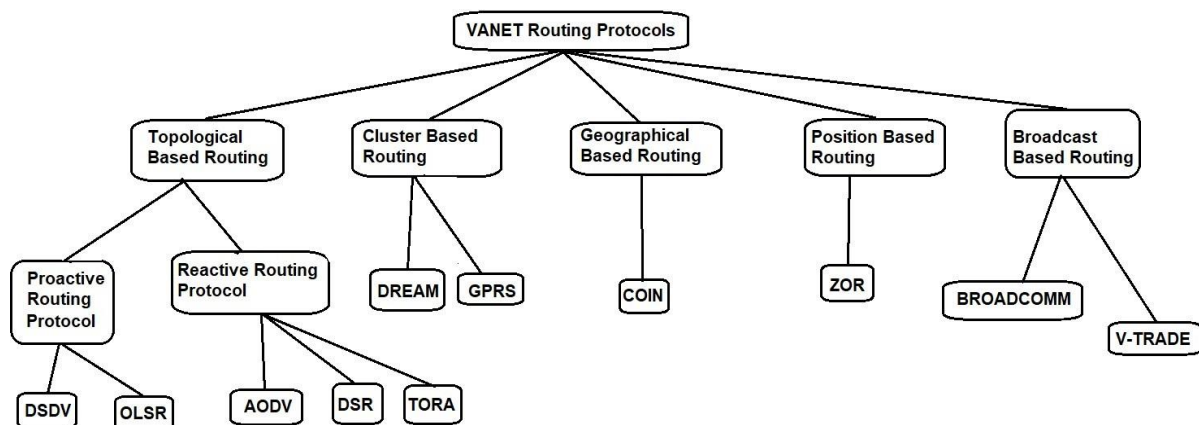 VANET Routing Protocols
Topological
Based Routing
Cluster Based
Routing
Geographical
Based Routing
Position Based
Routing
Broadcast
Based Routing
Proactive
Routing
Protocol
Reactive Routing
Protocol
DREAM
GPRS
COIN
ZOR
BROADCOMM
V-TRADE
DSDV
OLSR
AODV
DSR
TORA